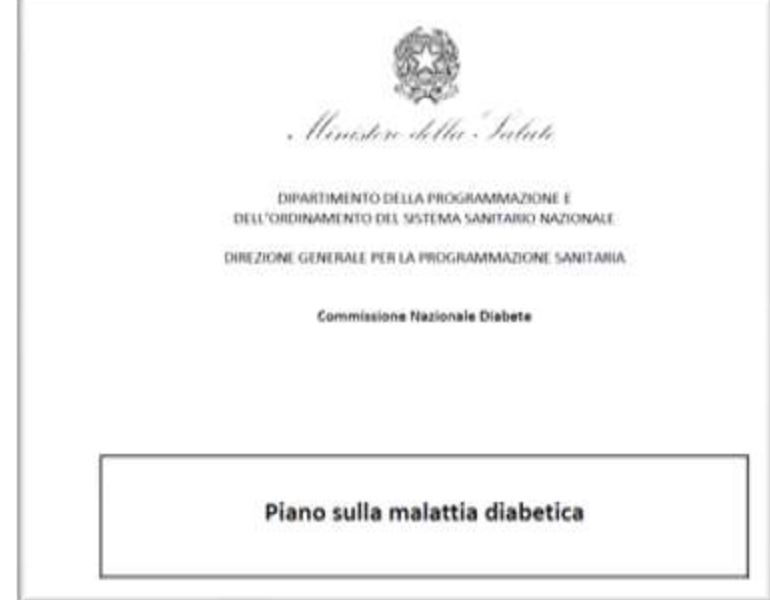 Ministero della Salute
DIPARTIMENTO DELLA PROGRAMMAZIONE E
DELL'ORDINAMENTO DEL SISTEMA SANITARIO NAZIONALE
DIREZIONE GENERALE PER LA PROGRAMMAZIONE SANITARIA
Commissione Nazionale Diabete
Piano sulla malattia diabetica